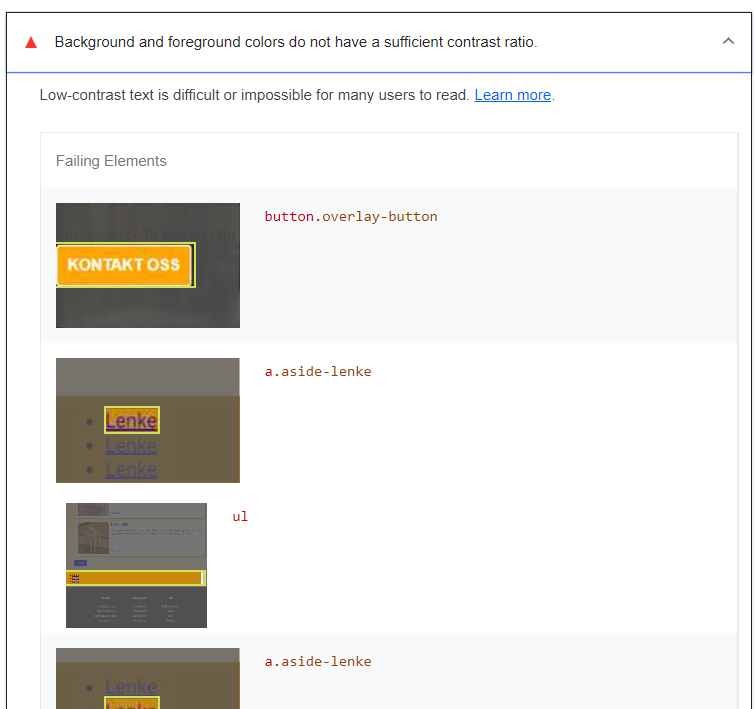 Background and foreground colors do not have a sufficient contrast ratio.
Low-contrast text is difficult or impossible for many users to read. Learn more.
Failing Elements
button.overlay-button
KONTAKT OSS
a.aside-lenke
Lenke
Lenke
Lenke
ul
a.aside-lenke
Lenke